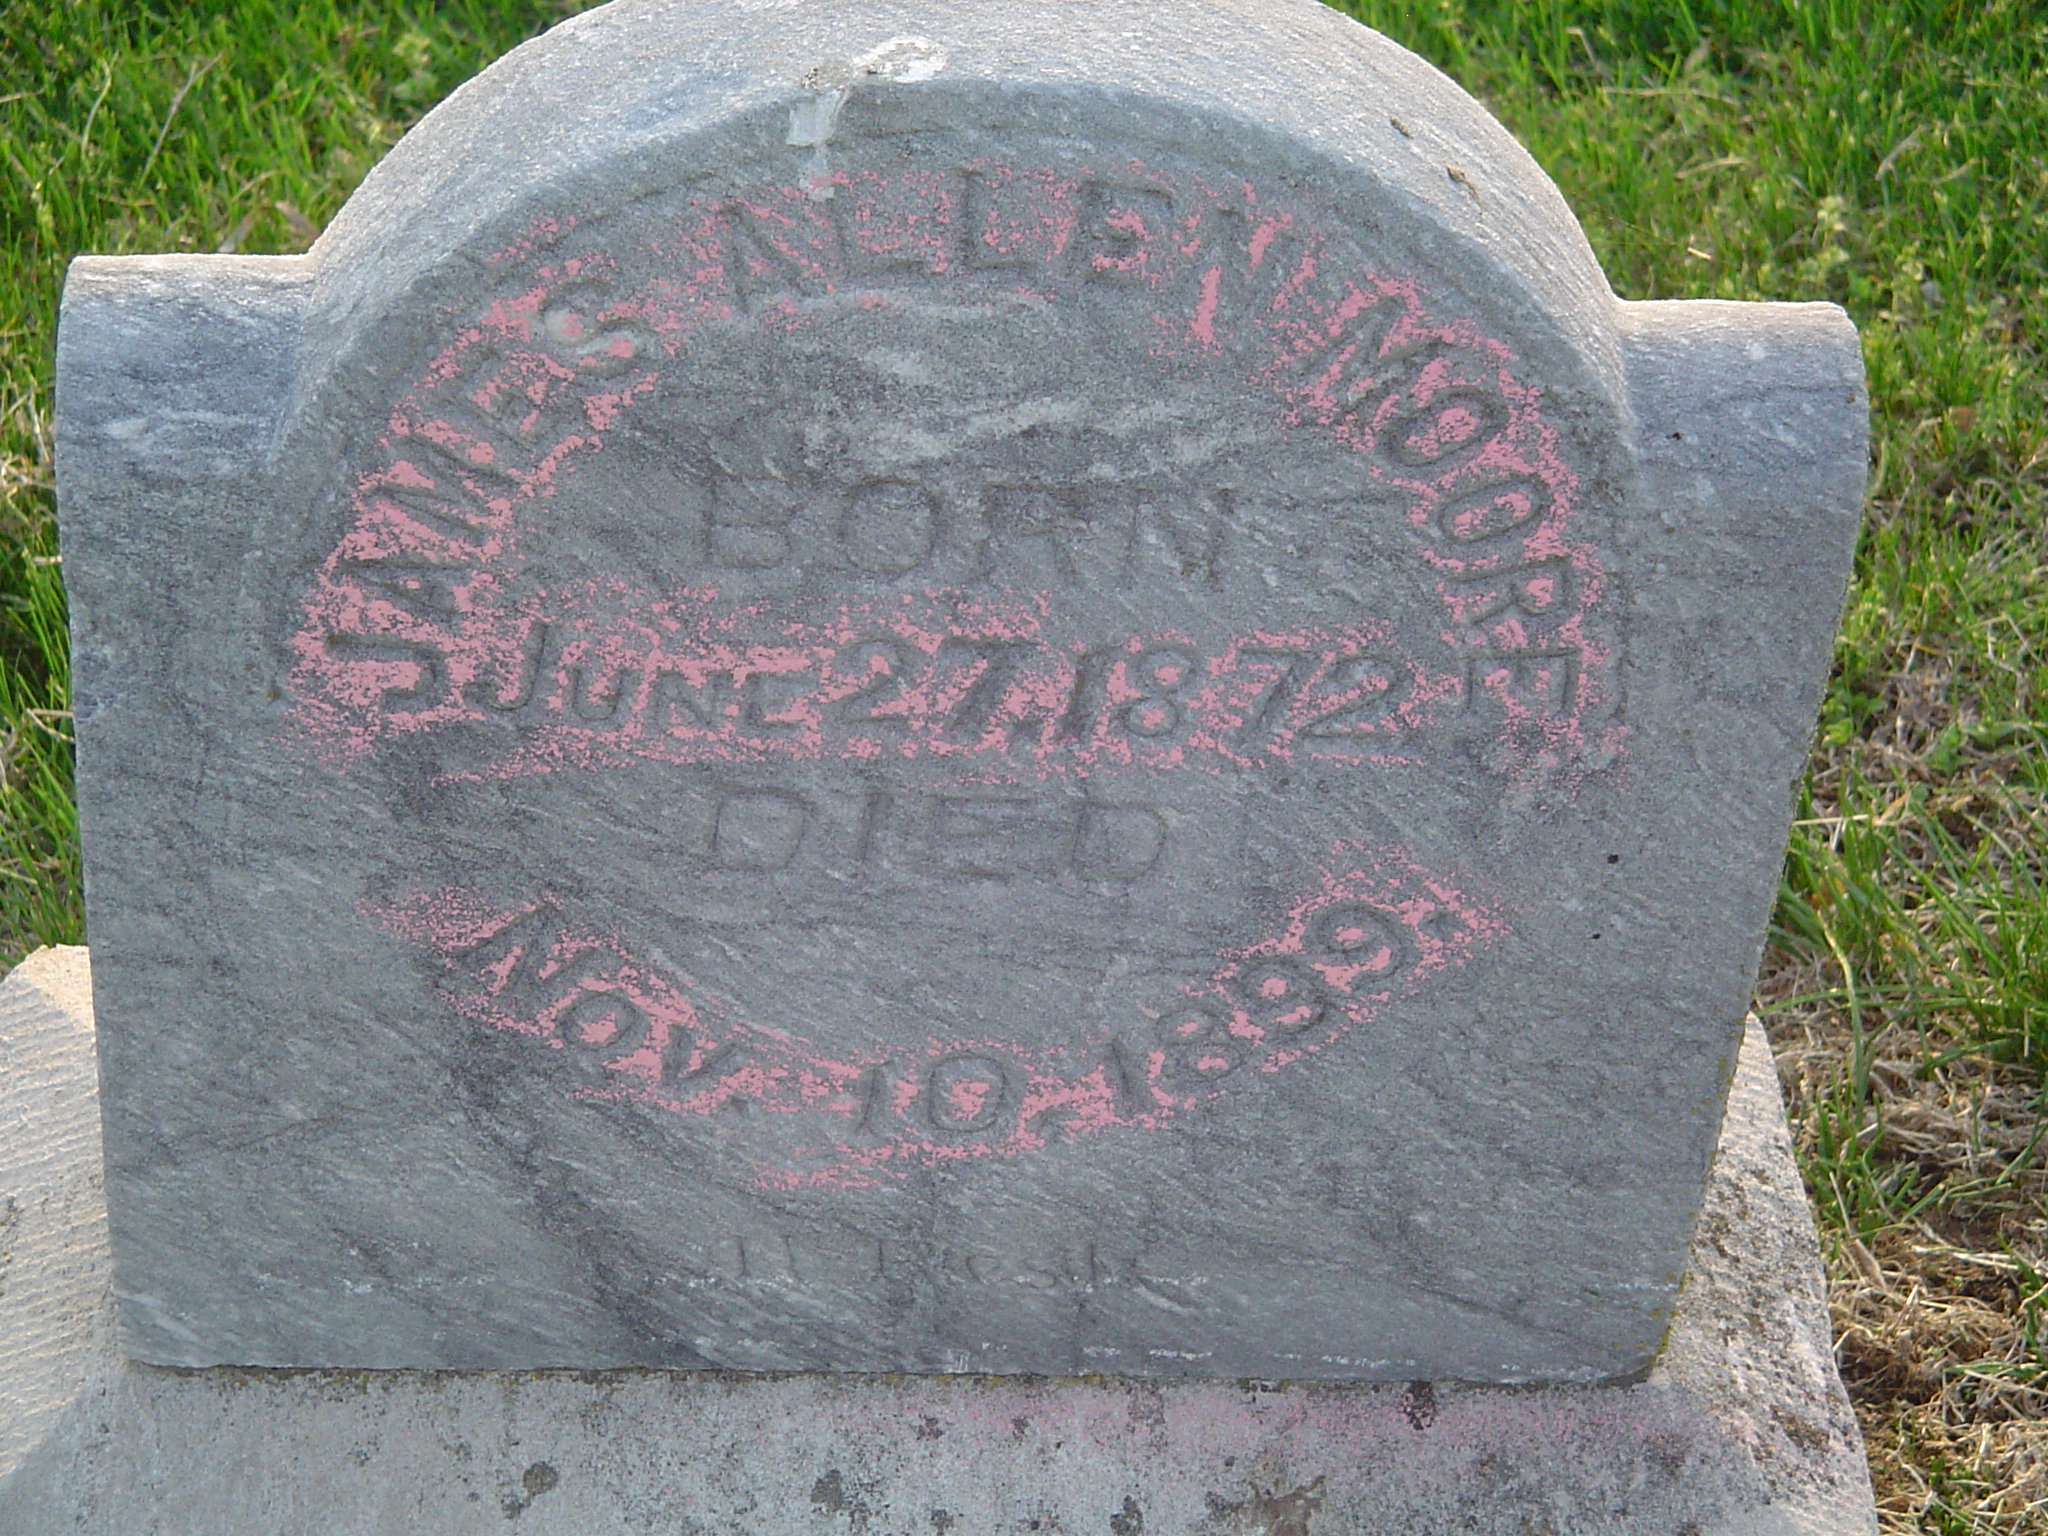 JAMES ALLEN MOORE
BORN
JUNE 27, 1872
DIED
NOV. 10, 1899.